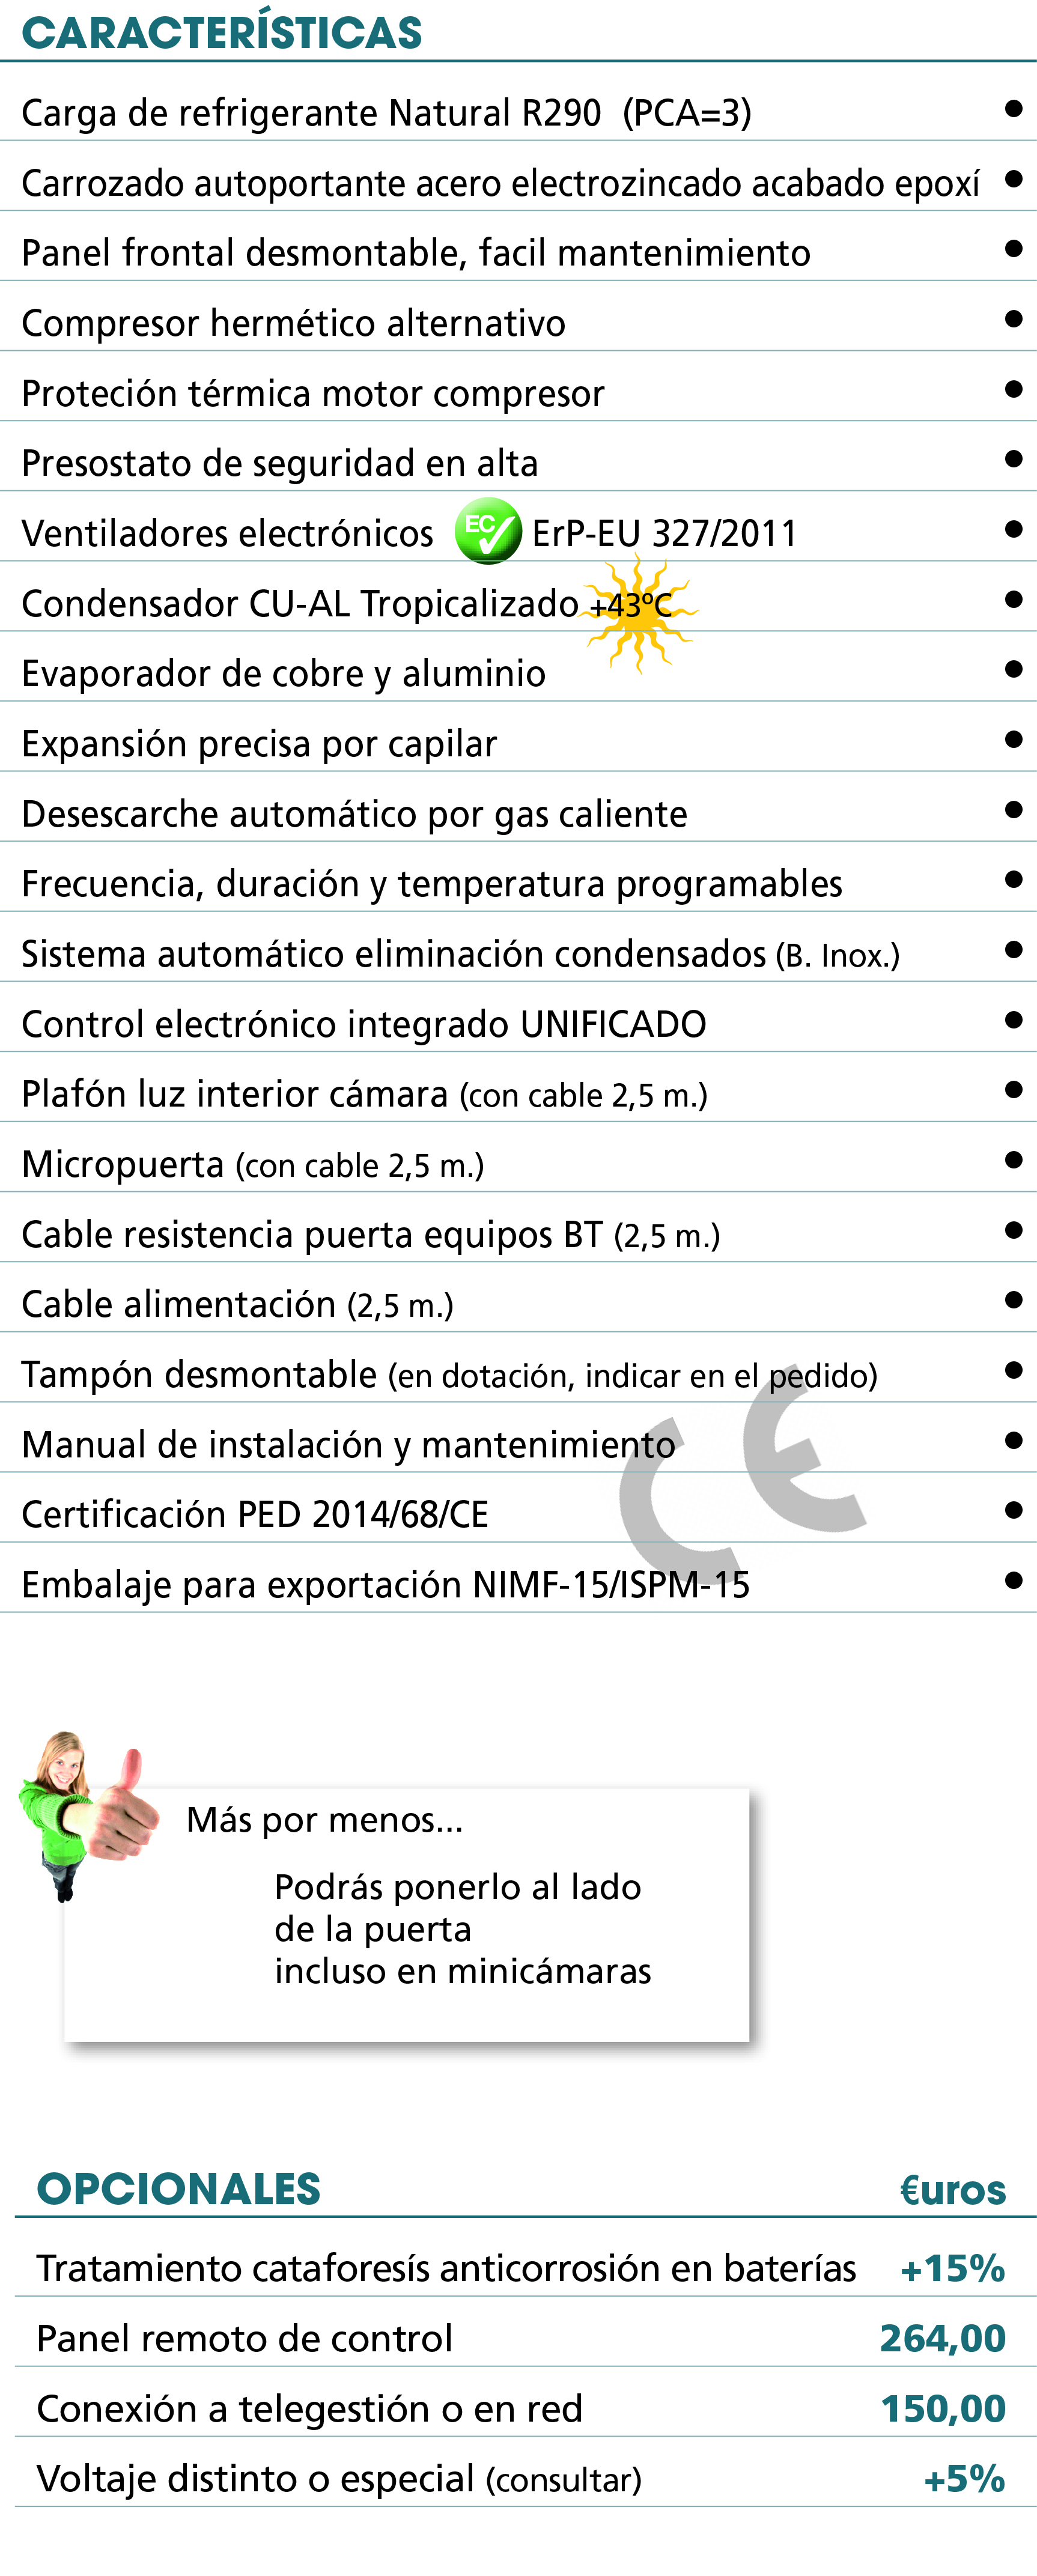 CARACTERÍSTICAS
Carga de refrigerante Natural R290 (PCA=3) •
Carrozado autoportante acero electrozincado acabado epoxí •
Panel frontal desmontable, facil mantenimiento •
Compresor hermético alternativo •
Proteción térmica motor compresor •
Presostato de seguridad en alta •
Ventiladores electrónicos EC ErP-EU 327/2011 •
Condensador CU-AL Tropicalizado +43ºC •
Evaporador de cobre y aluminio •
Expansión precisa por capilar •
Desescarche automático por gas caliente •
Frecuencia, duración y temperatura programables •
Sistema automático eliminación condensados (B. Inox.) •
Control electrónico integrado UNIFICADO •
Plafón luz interior cámara (con cable 2,5 m.) •
Micropuerta (con cable 2,5 m.) •
Cable resistencia puerta equipos BT (2,5 m.) •
Cable alimentación (2,5 m.) •
Tampón desmontable (en dotación, indicar en el pedido) •
Manual de instalación y mantenimiento •
CE
Certificación PED 2014/68/CE •
Embalaje para exportación NIMF-15/ISPM-15 •
Más por menos...
Podrás ponerlo al lado
de la puerta
incluso en minicámaras
OPCIONALES €uros
Tratamiento cataforesís anticorrosión en baterías +15%
Panel remoto de control 264,00
Conexión a telegestión o en red 150,00
Voltaje distinto o especial (consultar) +5%